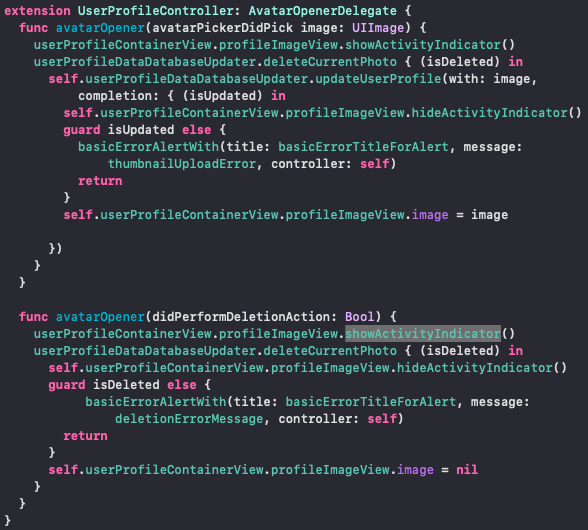 extension UserProfileController: AvatarOpenerDelegate {
func avatarOpener(avatarPickerDidPick image: UIImage) {
userProfileContainerView.profileImageView.showActivityIndicator()
userProfileDataDatabaseUpdater.deleteCurrentPhoto { (isDeleted) in
self.userProfileDataDatabaseUpdater.updateUserProfile(with: image,
completion: { (isUpdated) in
self.userProfileContainerView.profileImageView.hideActivityIndicator()
guard isUpdated else {
basicErrorAlertWith(title: basicErrorTitleForAlert, message:
thumbnailUploadError, controller: self)
return
}
self.userProfileContainerView.profileImageView.image = image
})
}
}
func avatarOpener(didPerformDeletionAction: Bool) {
userProfileContainerView.profileImageView.showActivityIndicator()
userProfileDataDatabaseUpdater.deleteCurrentPhoto { (isDeleted) in
self.userProfileContainerView.profileImageView.hideActivityIndicator()
guard isDeleted else {
basicErrorAlertWith(title: basicErrorTitleForAlert, message:
deletionErrorMessage, controller: self)
return
}
self.userProfileContainerView.profileImageView.image = nil
}
}
}